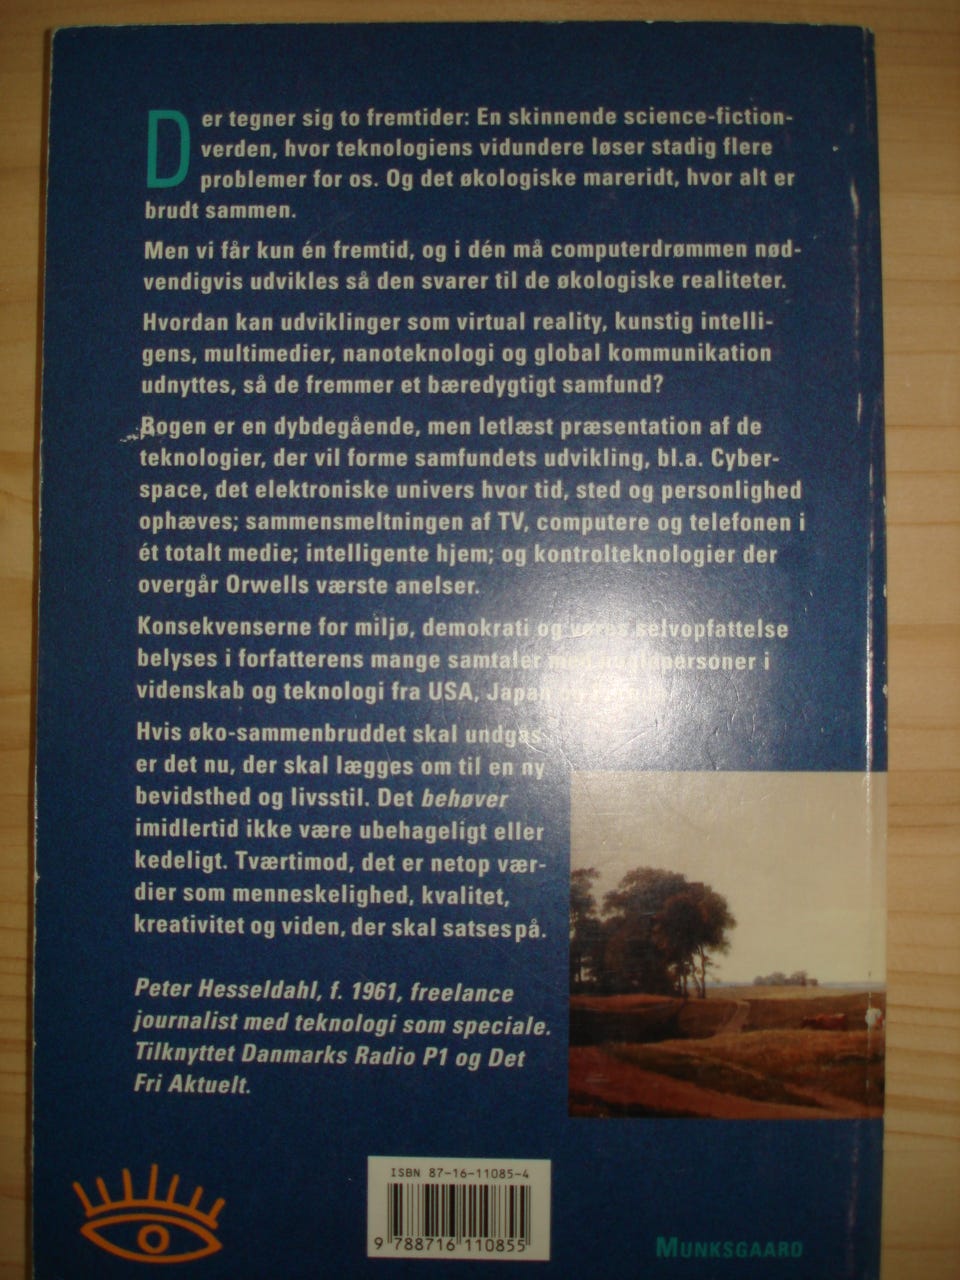 Der tegner sig to fremtider: En skinnende science-fiction-
verden, hvor teknologiens vidundere løser stadig flere
problemer for os. Og det økologiske mareridt, hvor alt er
brudt sammen.
Men vi får kun én fremtid, og i dén må computerdrømmen nød-
vendigvis udvikles så den svarer til de økologiske realiteter.
Hvordan kan udviklinger som virtual reality, kunstig intelli-
gens, multimedier, nanoteknologi og global kommunikation
udnyttes, så de fremmer et bæredygtigt samfund?
Bogen er en dybdegående, men letlæst præsentation af de
teknologier, der vil forme samfundets udvikling, bl.a. Cyber-
space, det elektroniske univers hvor tid, sted og personlighed
ophæves; sammensmeltningen af TV, computere og telefonen i
ét totalt medie; intelligente hjem; og kontrolteknologier der
overgår Orwells værste anelser.
Konsekvenserne for miljø, demokrati og vores selvopfattelse
belyses i forfatterens mange samtaler med nøglepersoner i
videnskab og teknologi fra USA, Japan og
Hvis øko-sammenbruddet skal undgås
er det nu, der skal lægges om til en ny
bevidsthed og livsstil. Det behøver
imidlertid ikke være ubehageligt eller
kedeligt. Tværtimod, det er netop vær-
dier som menneskelighed, kvalitet,
kreativitet og viden, der skal satses på.
Peter Hesseldahl, f. 1961, freelance
journalist med teknologi som speciale.
Tilknyttet Danmarks Radio P1 og Det
Fri Aktuelt.
ISBN 87-16-11085-4
9 788716 110855
MUNKSGAARD